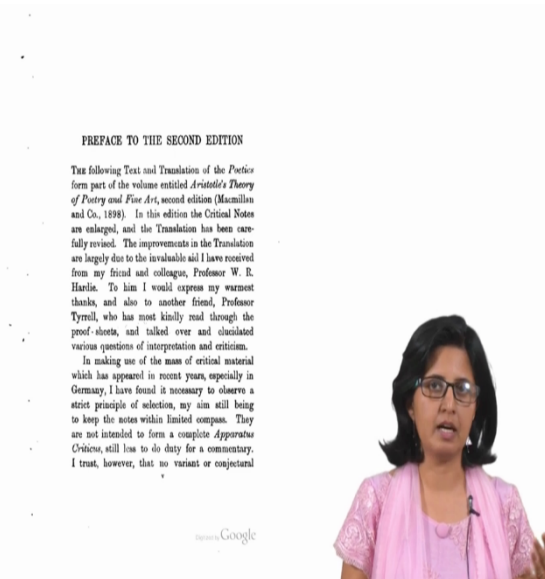 PREFACE TO THE SECOND EDITION
THE following Text and Translation of the Poetics
form part of the volume entitled Aristotle's Theory
of Poetry and Fine Art, second edition (Macmillan
and Co., 1898). In this edition the Critical Notes
are enlarged, and the Translation has been care-
fully revised. The improvements in the Translation
are largely due to the invaluable aid I have received
from my friend and colleague, Professor W. R.
Hardie. To him I would express my warmest
thanks, and also to another friend, Professor
Tyrrell, who has most kindly read through the
proof-sheets, and talked over and elucidated
various questions of interpretation and criticism.
In making use of the mass of critical material
which has appeared in recent years, especially in
Germany, I have found it necessary to observe a
strict principle of selection, my aim still being
to keep the notes within limited compass. They
are not intended to form a complete Apparatus
Criticus, still less to do duty for a commentary.
I trust, however, that no variant or conjectural
Digitized by Google